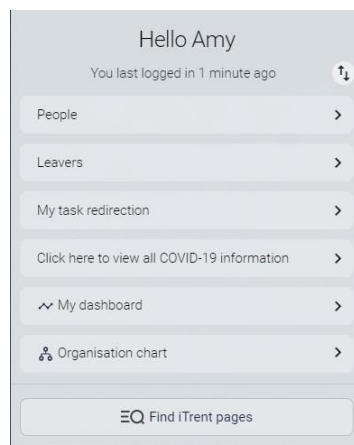 Hello Amy
You last logged in 1 minute ago
People
Leavers
My task redirection
Click here to view all COVID-19 information
My dashboard
Organisation chart
Find iTrent pages